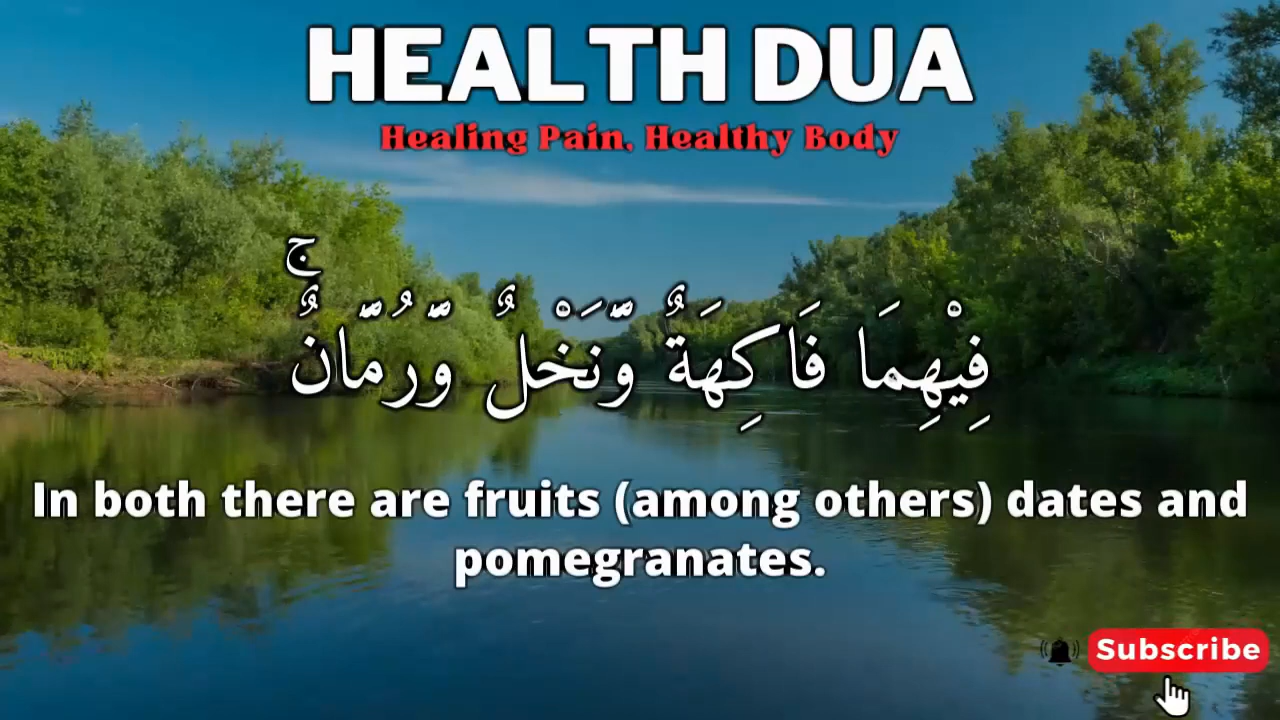 HEALTH DUA
Healing Pain, Healthy Body
فِيْهِمَا فَاكِهَةٌ وَّنَخْلٌ وَّرُمَّانٌۚ
In both there are fruits (among others) dates and
pomegranates.
Subscribe